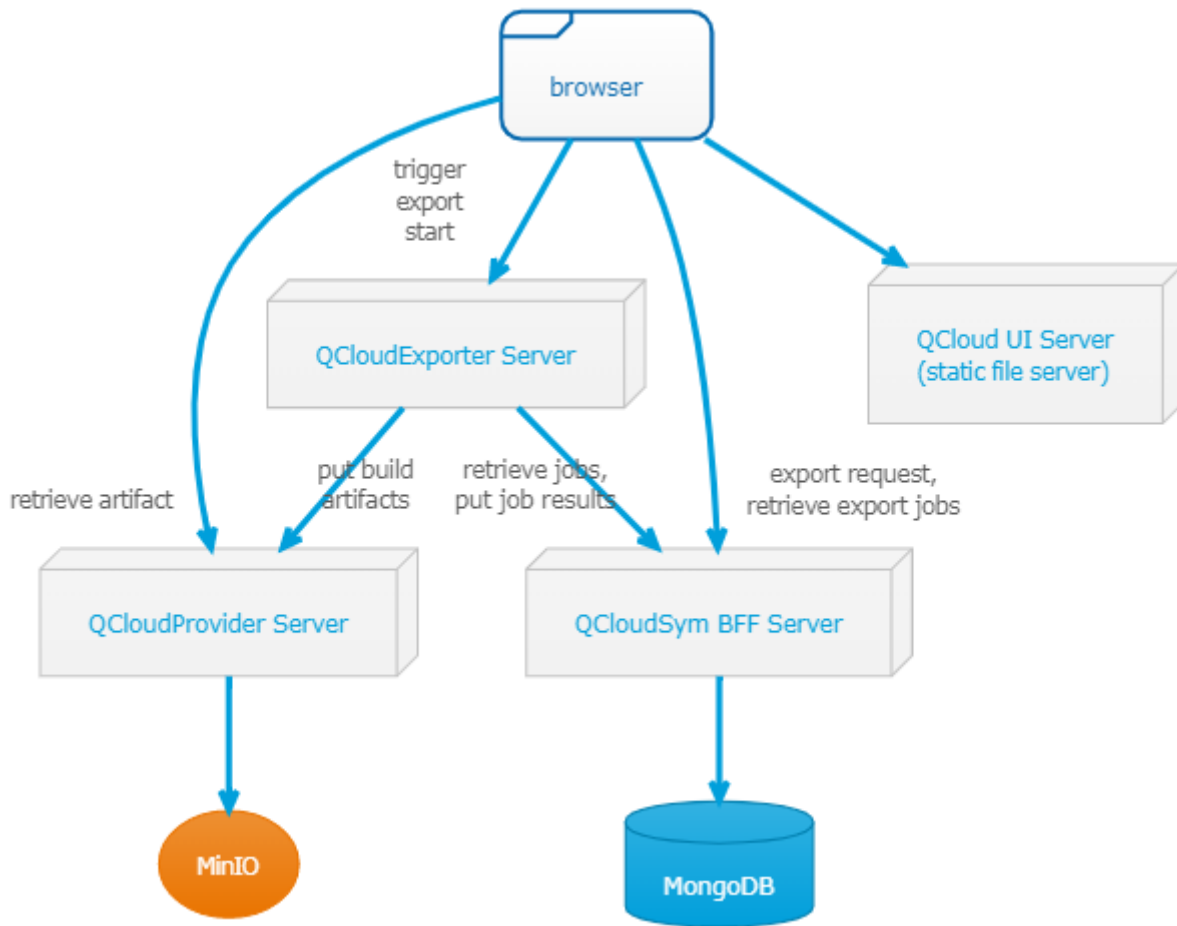 browser
trigger
export
start
QCloudExporter Server
QCloud UI Server
(static file server)
retrieve artifact
put build
artifacts
retrieve jobs,
put job results
export request,
retrieve export jobs
QCloudProvider Server
QCloudSym BFF Server
MinIO
MongoDB